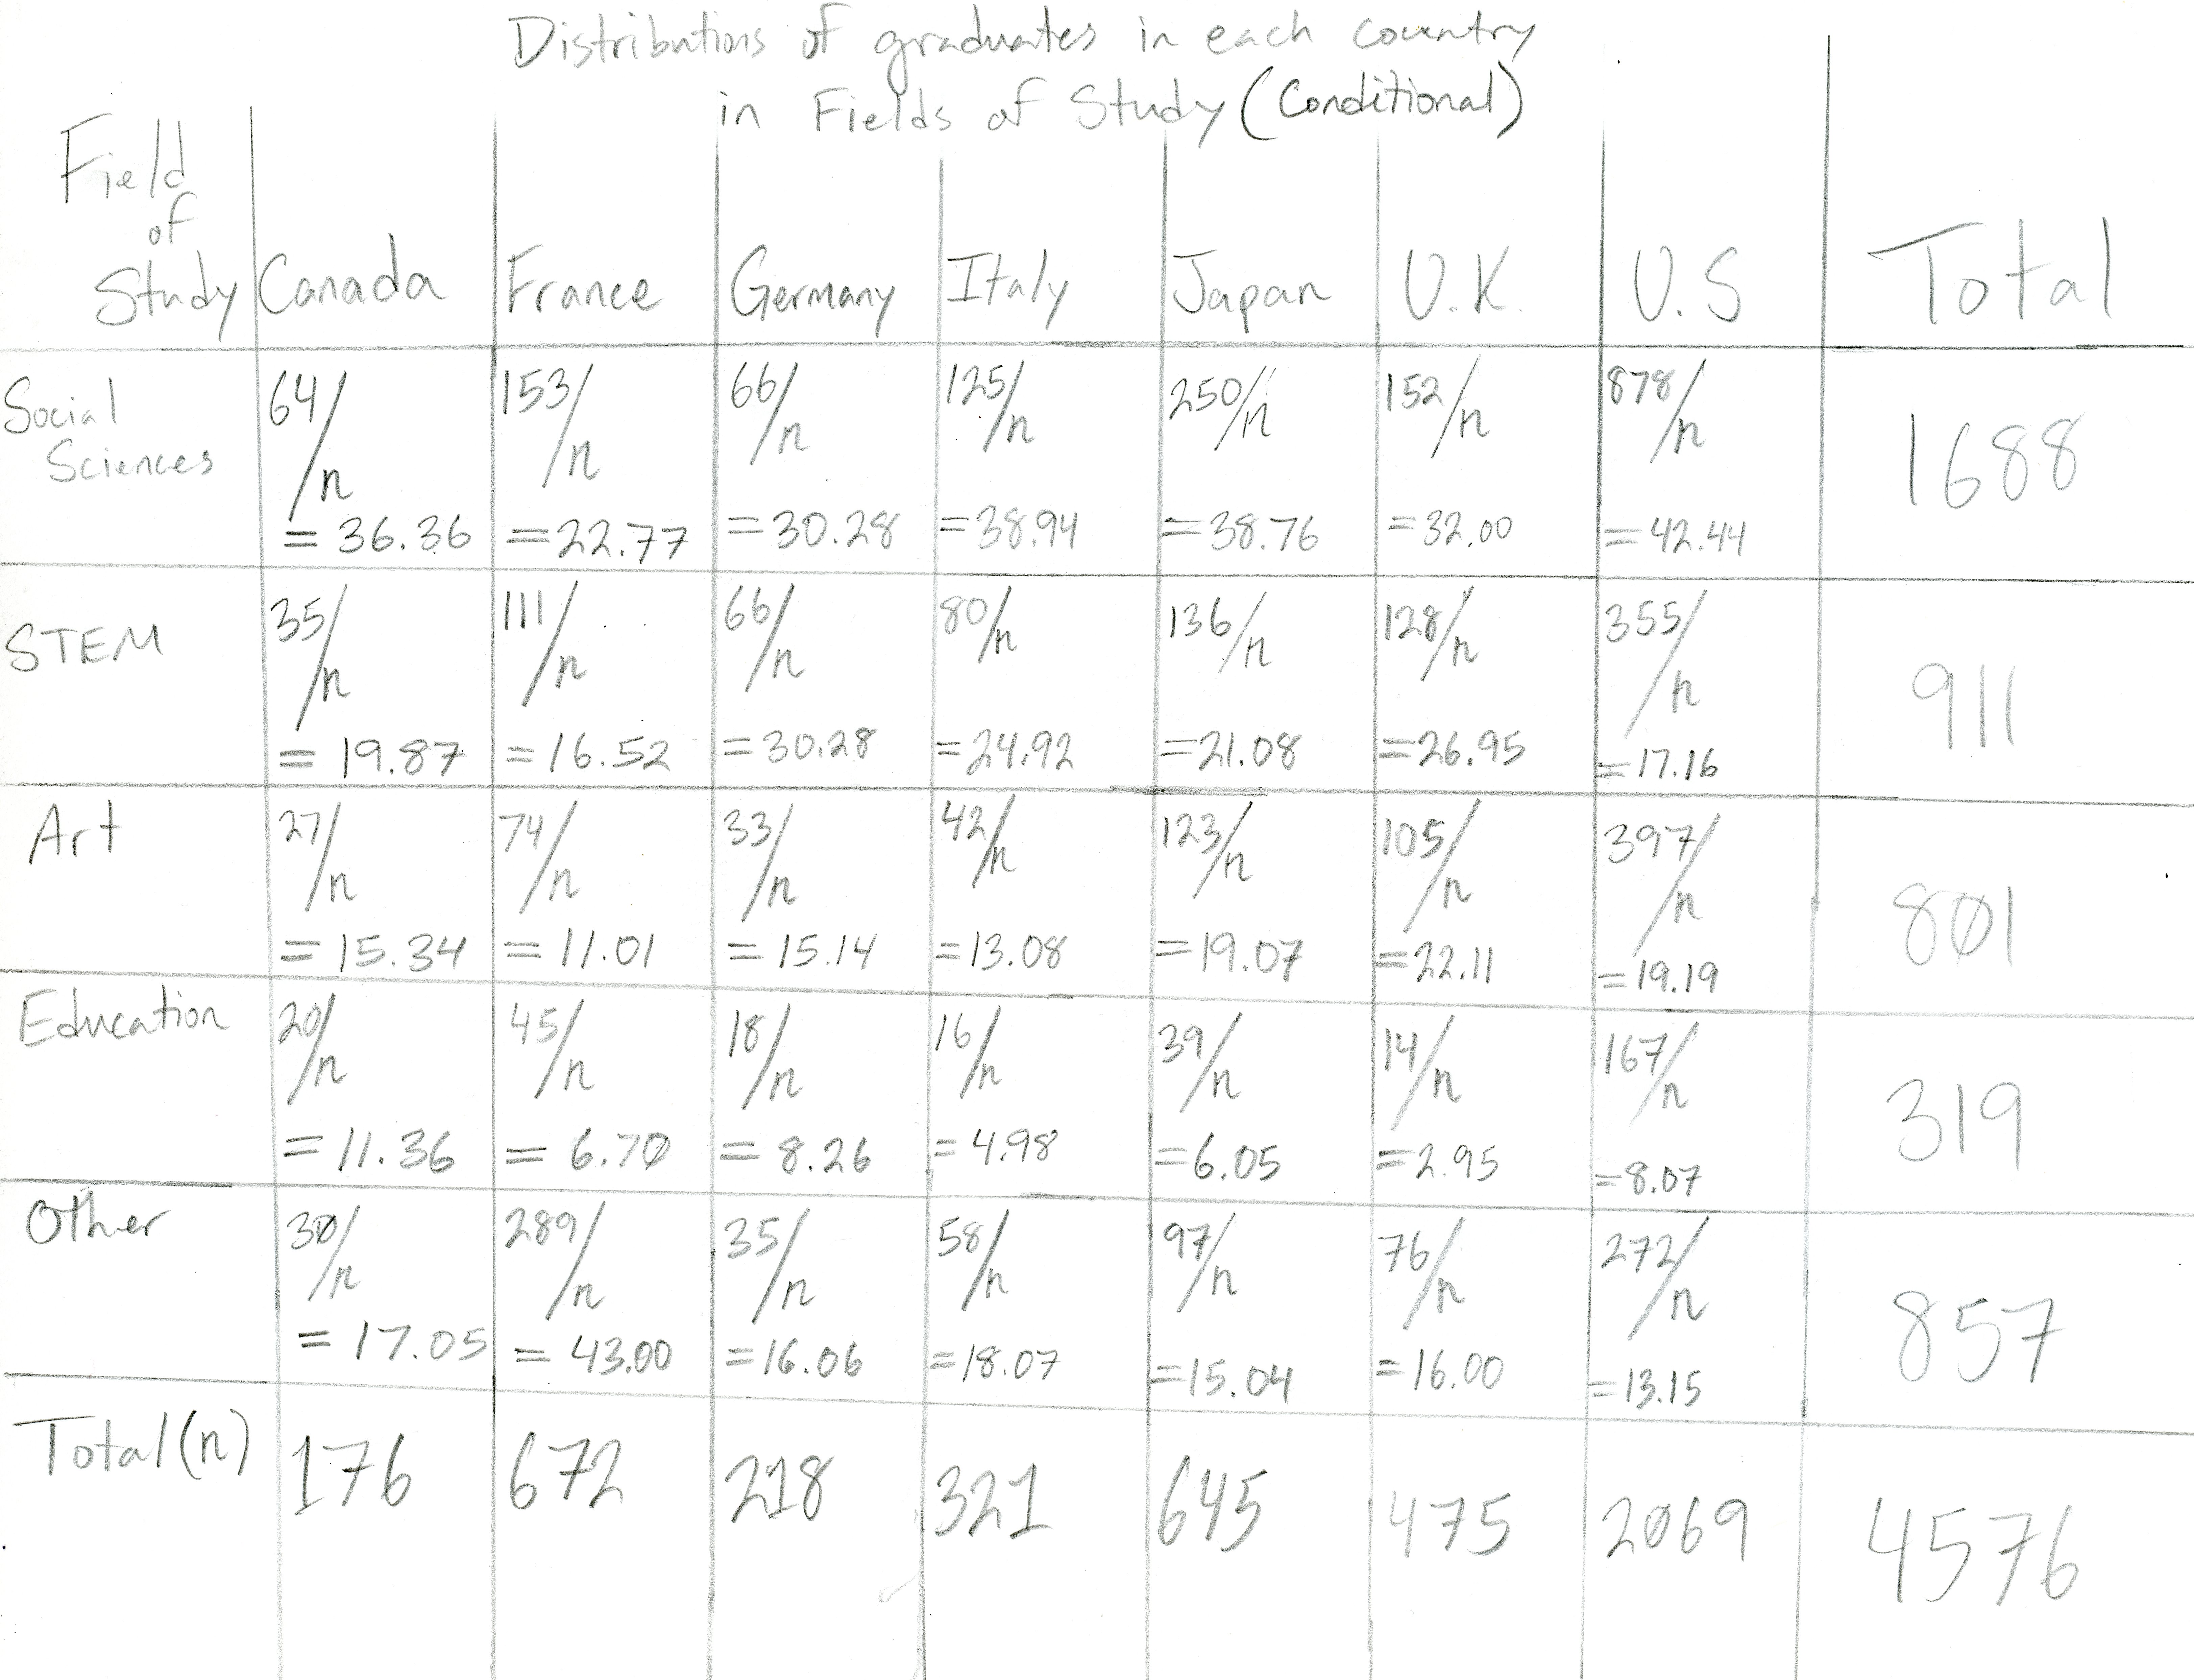 Distributions of graduates in each country
in Fields of Study (Conditional)
Field of Study Canada France Germany Italy Japan U.K. U.S Total
Social Sciences 64/n 153/n 66/n 125/n 250/n 152/n 878/n 1688
= 36.36 =22.77 =30.28 =38.94 =38.76 =32.00 =42.44
STEM 35/n 111/n 66/n 80/n 136/n 128/n 355/n 911
= 19.87 =16.52 =30.28 =24.92 =21.08 =26.95 =17.16
Art 27/n 74/n 33/n 42/n 123/n 105/n 397/n 801
= 15.34 = 11.01 = 15.14 =13.08 =19.07 =22.11 =19.19
Education 20/n 45/n 18/n 16/n 39/n 14/n 167/n 319
= 11.36 = 6.70 = 8.26 = 4.98 =6.05 =2.95 =8.07
Other 30/n 289/n 35/n 58/n 97/n 76/n 272/n 857
= 17.05 = 43.00 =16.06 =18.07 =15.04 =16.00 =13.15
Total (n) 176 672 218 321 645 475 2069 4576